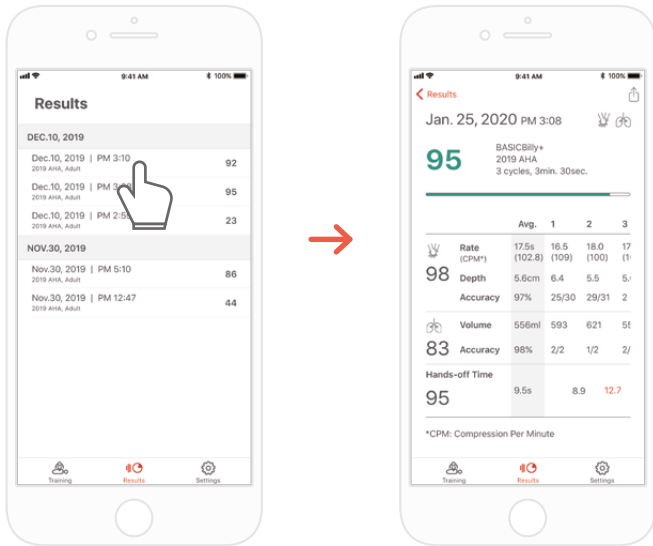 9:41 AM
100%
Results
DEC.10, 2019
Dec.10, 2019 | PM 3:10
2019 AHA, Adult
92
Dec.10, 2019 | PM 3
2019 AHA, Adult
95
Dec.10, 2019 | PM 2:5
2019 AHA, Adult
23
NOV.30, 2019
Nov.30, 2019 | PM 5:10
2019 AHA, Adult
86
Nov.30, 2019 | PM 12:47
2019 AHA, Adult
44
Training Results Settings
9:41 AM
100%
Results
Jan. 25, 2020 PM 3:08
95
BASICBilly+
2019 AHA
3 cycles, 3min. 30sec.
Avg. 1 2 3
Rate 17.5s 16.5 18.0 17
(CPM*) (102.8) (109) (100) (1
98 Depth 5.6cm 6.4 5.5 5.
Accuracy 97% 25/30 29/31 2
Volume 556ml 593 621 55
83 Accuracy 98% 2/2 1/2 2/
Hands-off Time
95 9.5s 8.9 12.7
*CPM: Compression Per Minute
Training Results Settings